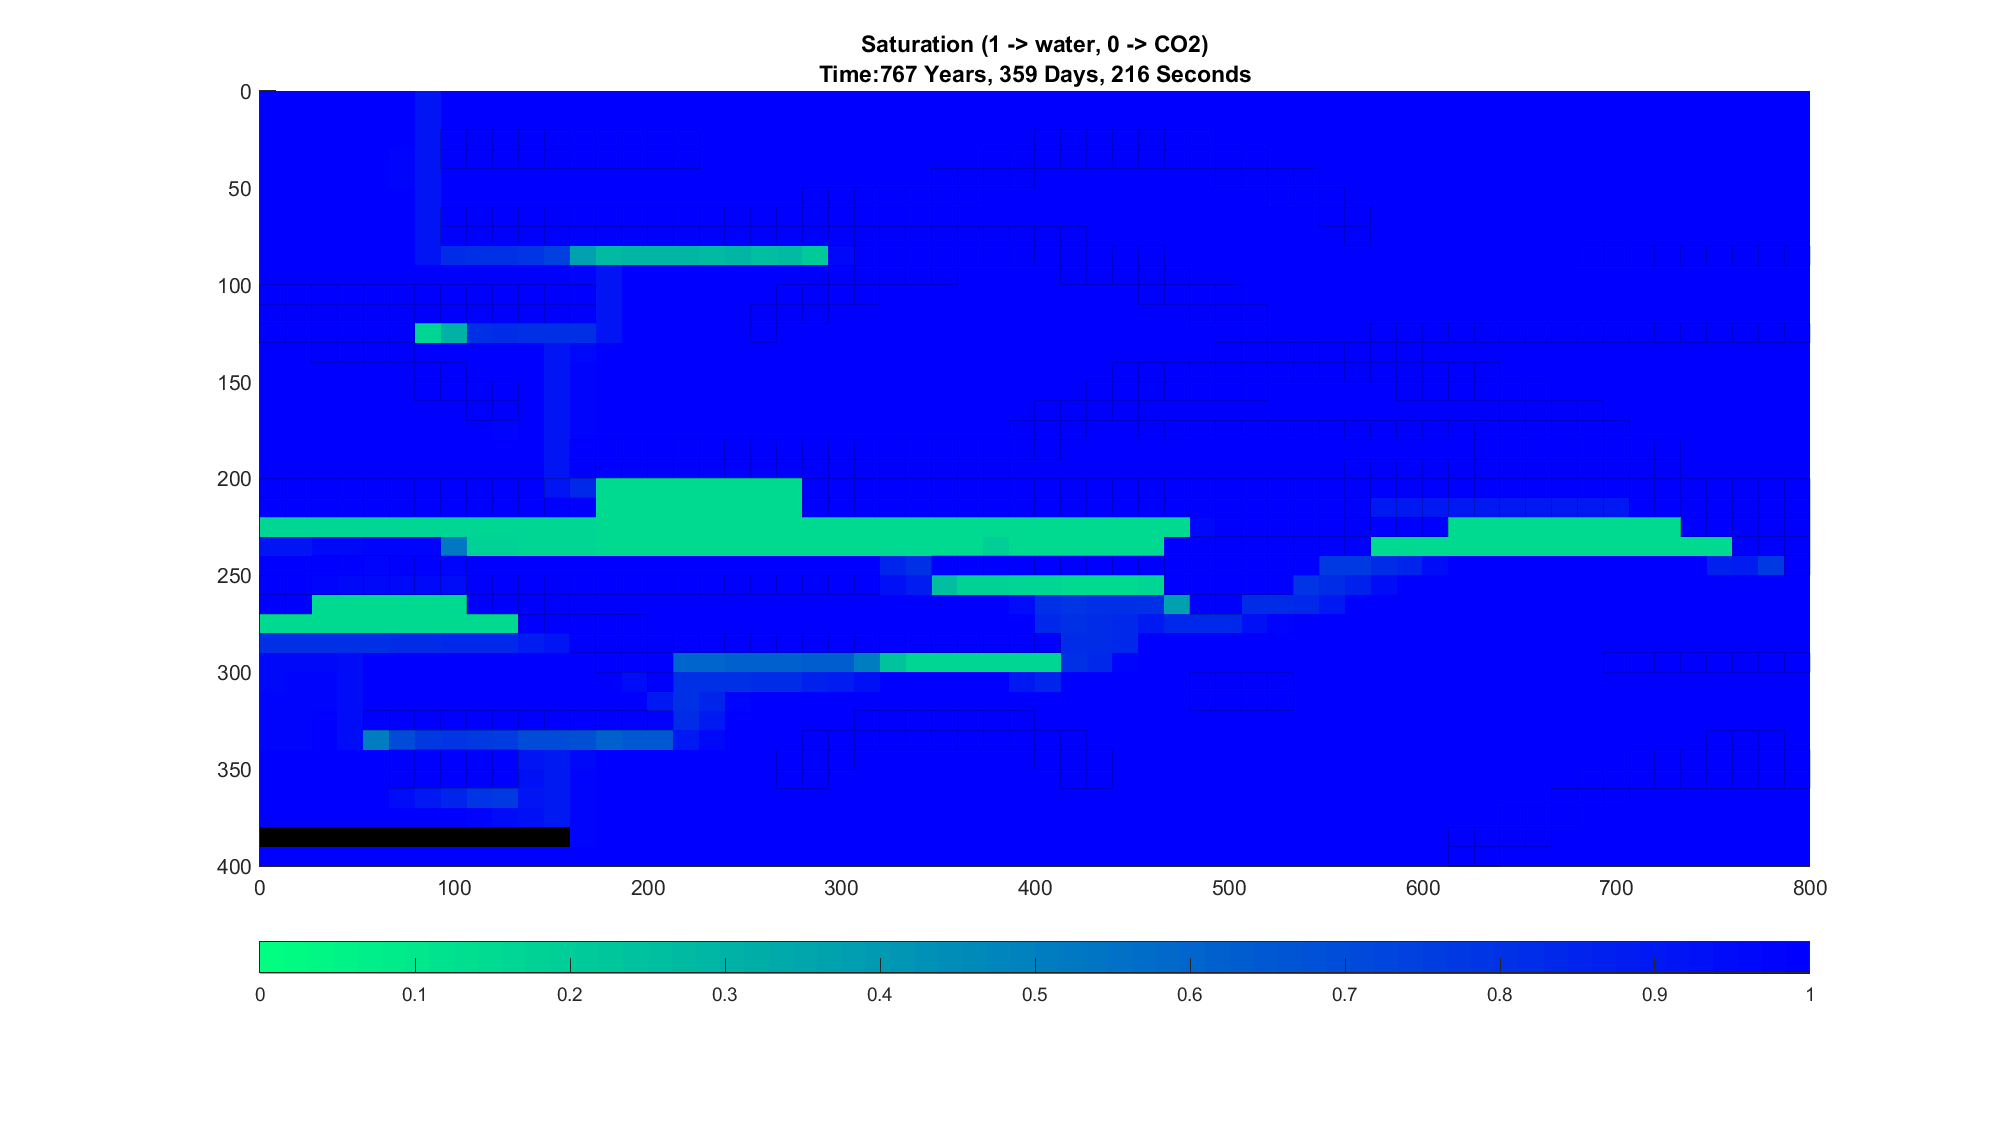 Saturation (1 -> water, 0 -> CO2)
Time:767 Years, 359 Days, 216 Seconds
0
50
100
150
200
250
300
350
400
0 100 200 300 400 500 600 700 800
0 0.1 0.2 0.3 0.4 0.5 0.6 0.7 0.8 0.9 1